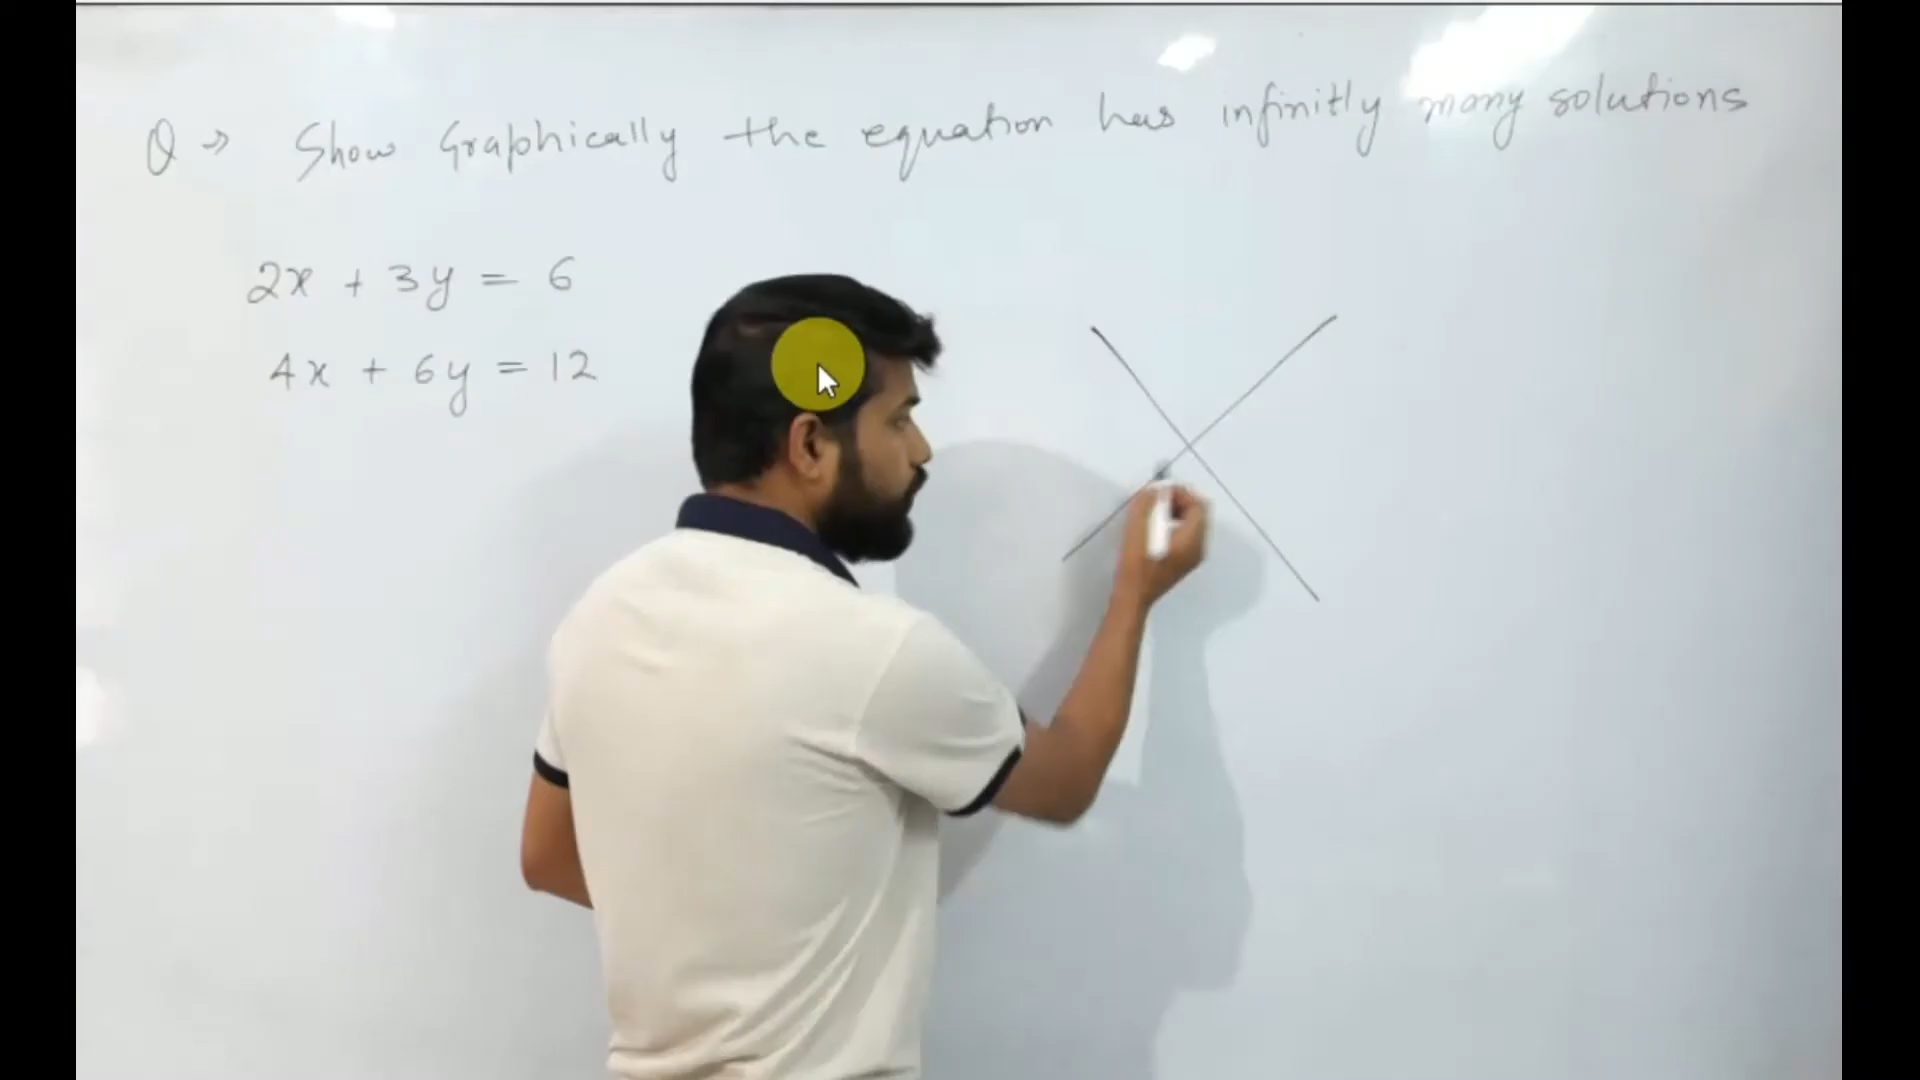 Q → Show Graphically the equation has infinitly many solutions
2x + 3y = 6
4x + 6y = 12